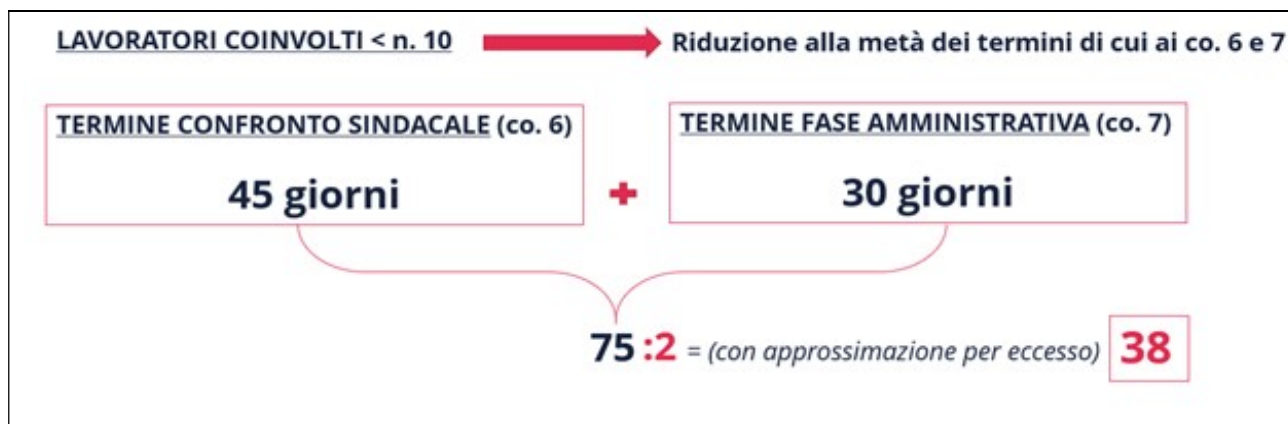 LAVORATORI COINVOLTI < n. 10
Riduzione alla metà dei termini di cui ai co. 6 e 7
TERMINE CONFRONTO SINDACALE (co. 6)
45 giorni
+
TERMINE FASE AMMINISTRATIVA (co. 7)
30 giorni
75 :2 = (con approssimazione per eccesso) 38